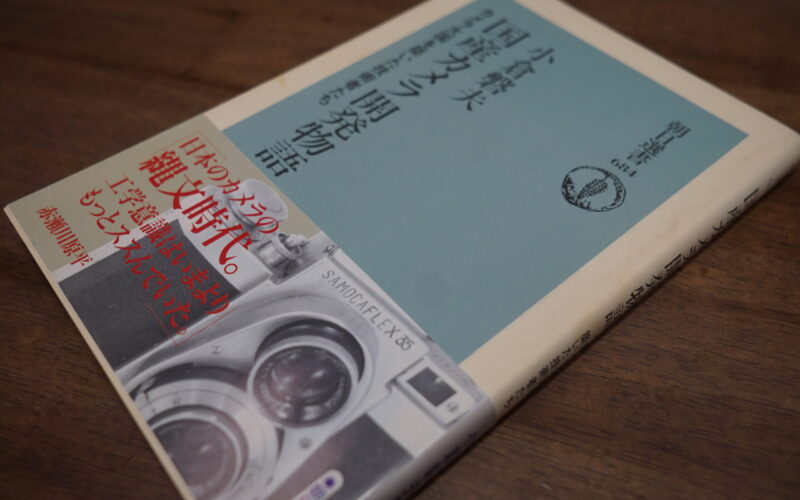 朝日選書
684
小倉磐夫
国産カメラ開発物語
カメラ大国を築いた技術者たち
「日本のカメラの
縄文時代。
工学意識はいまより
もっとススんでいた。」
赤瀬川原平
SAMOCAFLEX 35